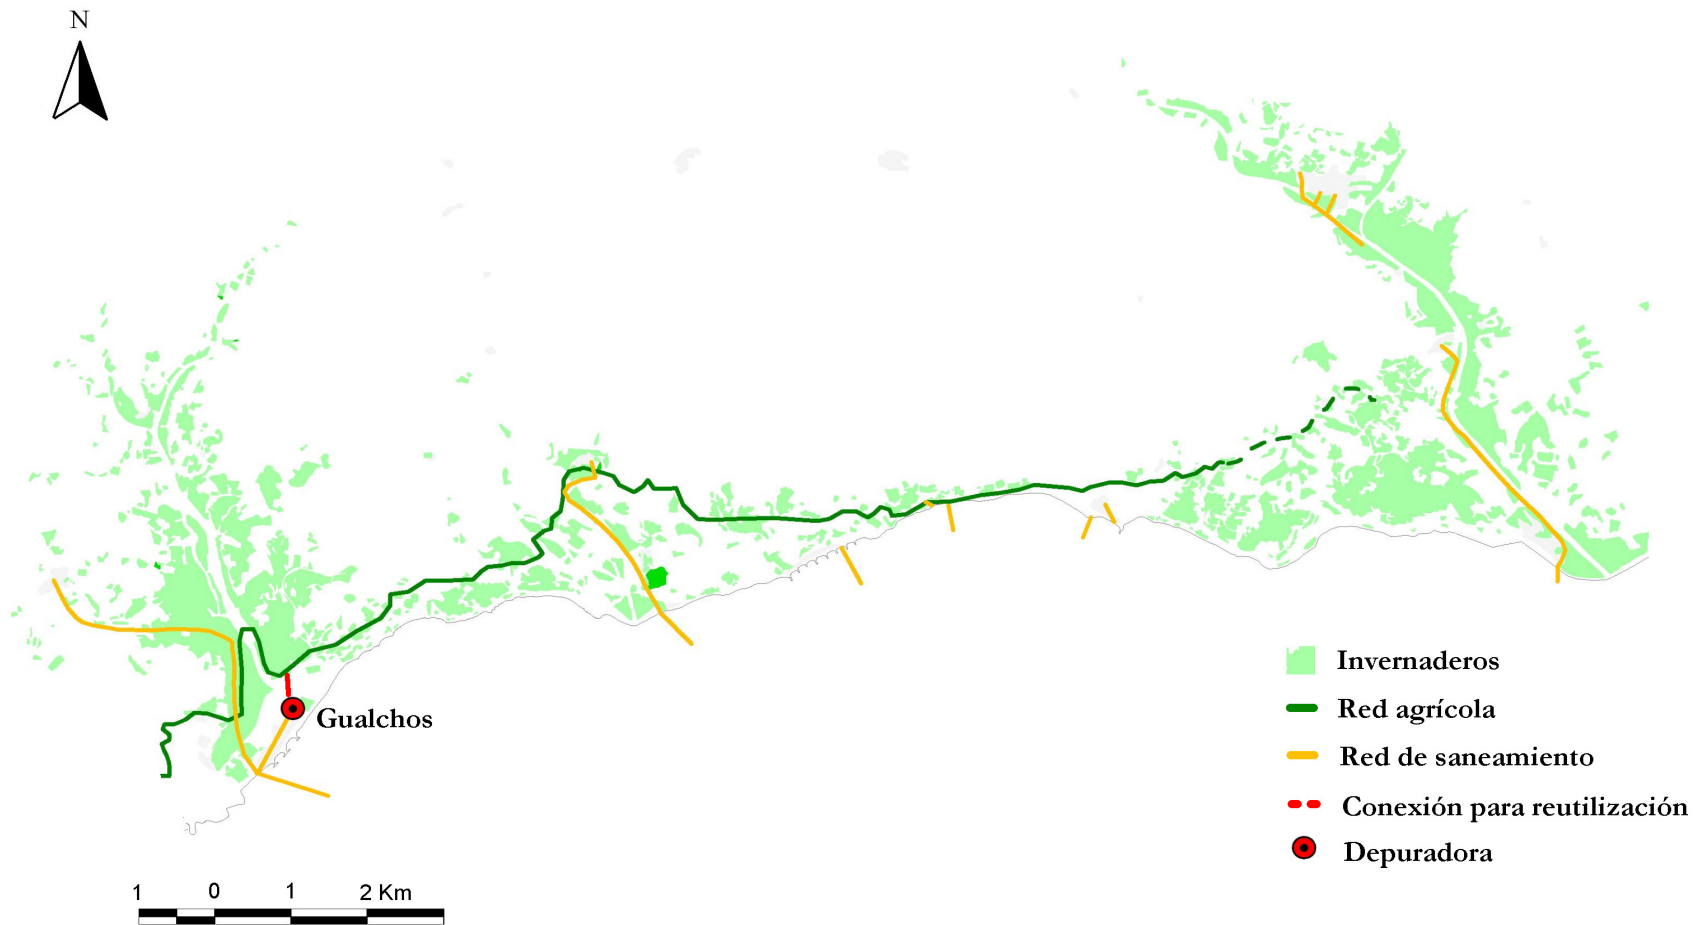 N
Gualchos
Invernaderos
Red agrícola
Red de saneamiento
Conexión para reutilización
Depuradora
1 0 1 2 Km